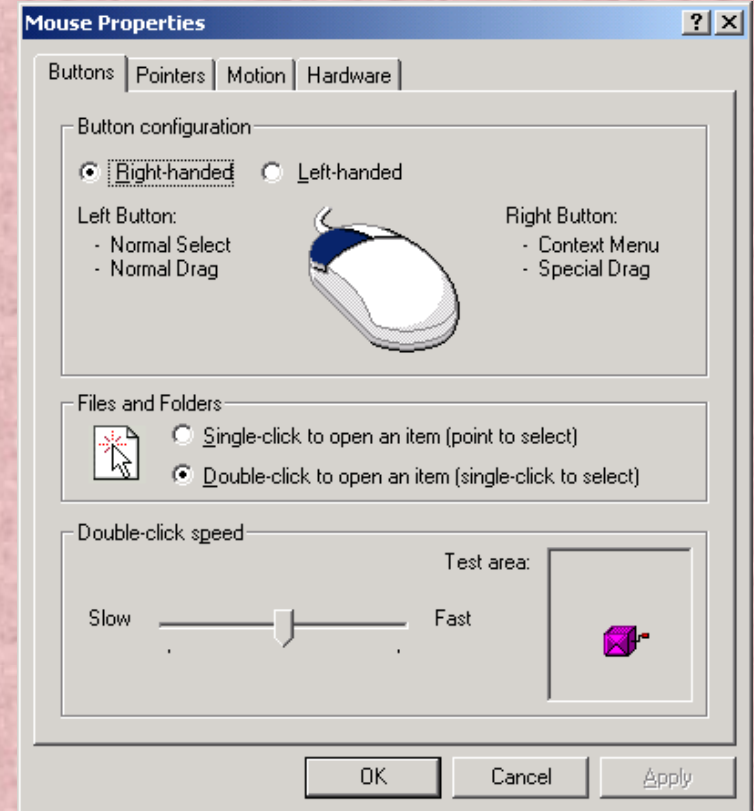 Mouse Properties
Buttons Pointers Motion Hardware
Button configuration
Right-handed Left-handed
Left Button:
- Normal Select
- Normal Drag
Right Button:
- Context Menu
- Special Drag
Files and Folders
Single-click to open an item (point to select)
Double-click to open an item (single-click to select)
Double-click speed
Test area:
Slow Fast
OK Cancel Apply